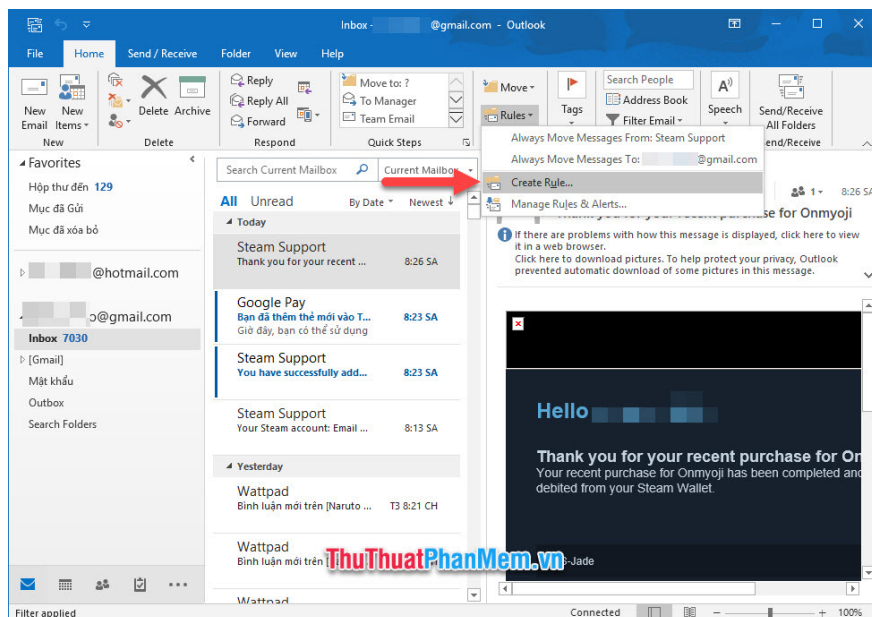 Inbox - @gmail.com - Outlook
File Home Send / Receive Folder View Help
New Email
New Items
Delete
Archive
Reply
Reply All
Forward
Move to: ?
To Manager
Team Email
Move
Rules
Tags
Search People
Address Book
Filter Email
Speech
Send/Receive All Folders
New Delete Respond Quick Steps end/Receive
Always Move Messages From: Steam Support
Always Move Messages To: @gmail.com
Create Rule...
Manage Rules & Alerts...
Favorites
Hộp thư đến 129
Mục đã Gửi
Mục đã xóa bỏ
@hotmail.com
o@gmail.com
Inbox 7030
[Gmail]
Mật khẩu
Outbox
Search Folders
Search Current Mailbox Current Mailbox
All Unread By Date Newest
Today
Steam Support
Thank you for your recent ... 8:26 SA
Google Pay
Bạn đã thêm thẻ mới vào T... 8:23 SA
Giờ đây, bạn có thể sử dụng
Steam Support
You have successfully add... 8:23 SA
Steam Support
Your Steam account: Email ... 8:13 SA
Yesterday
Wattpad
Bình luận mới trên [Naruto ... T3 8:21 CH
Wattpad
Bình luận mới trên
Wattpad
1 8:26 SA
Thank you for your recent purchase for Onmyoji
If there are problems with how this message is displayed, click here to view
it in a web browser.
Click here to download pictures. To help protect your privacy, Outlook
prevented automatic download of some pictures in this message.
Hello
Thank you for your recent purchase for On
Your recent purchase for Onmyoji has been completed and
debited from your Steam Wallet.
-Jade
ThuThuatPhanMem.vn
Filter applied Connected 100%